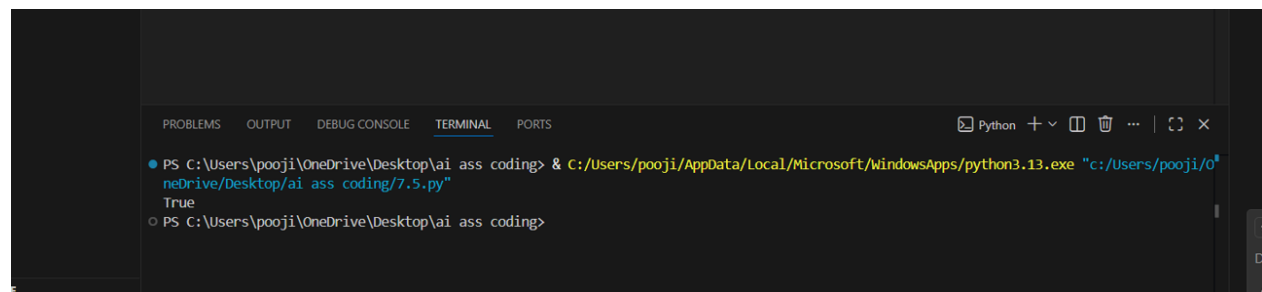 PROBLEMS OUTPUT DEBUG CONSOLE TERMINAL PORTS Python
PS C:\Users\pooji\OneDrive\Desktop\ai ass coding> & C:/Users/pooji/AppData/Local/Microsoft/WindowsApps/python3.13.exe "c:/Users/pooji/O
neDrive/Desktop/ai ass coding/7.5.py"
True
PS C:\Users\pooji\OneDrive\Desktop\ai ass coding>